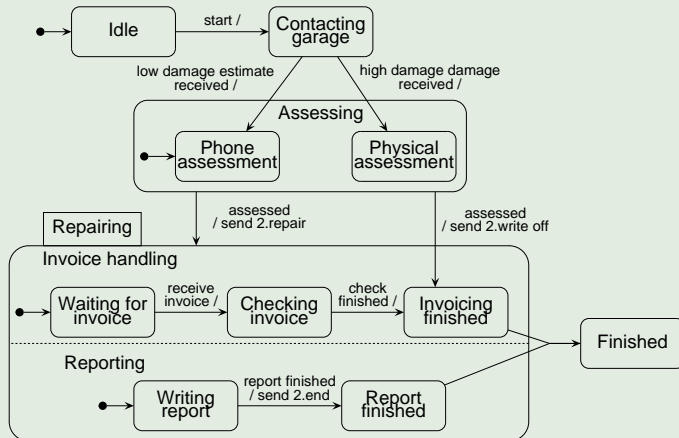 Idle
start /
Contacting
garage
low damage estimate
received /
high damage damage
received /
Assessing
Phone
assessment
Physical
assessment
assessed
/ send 2.repair
assessed
/ send 2.write off
Repairing
Invoice handling
Waiting for
invoice
receive
invoice /
Checking
invoice
check
finished /
Invoicing
finished
Finished
Reporting
Writing
report
report finished
/ send 2.end
Report
finished